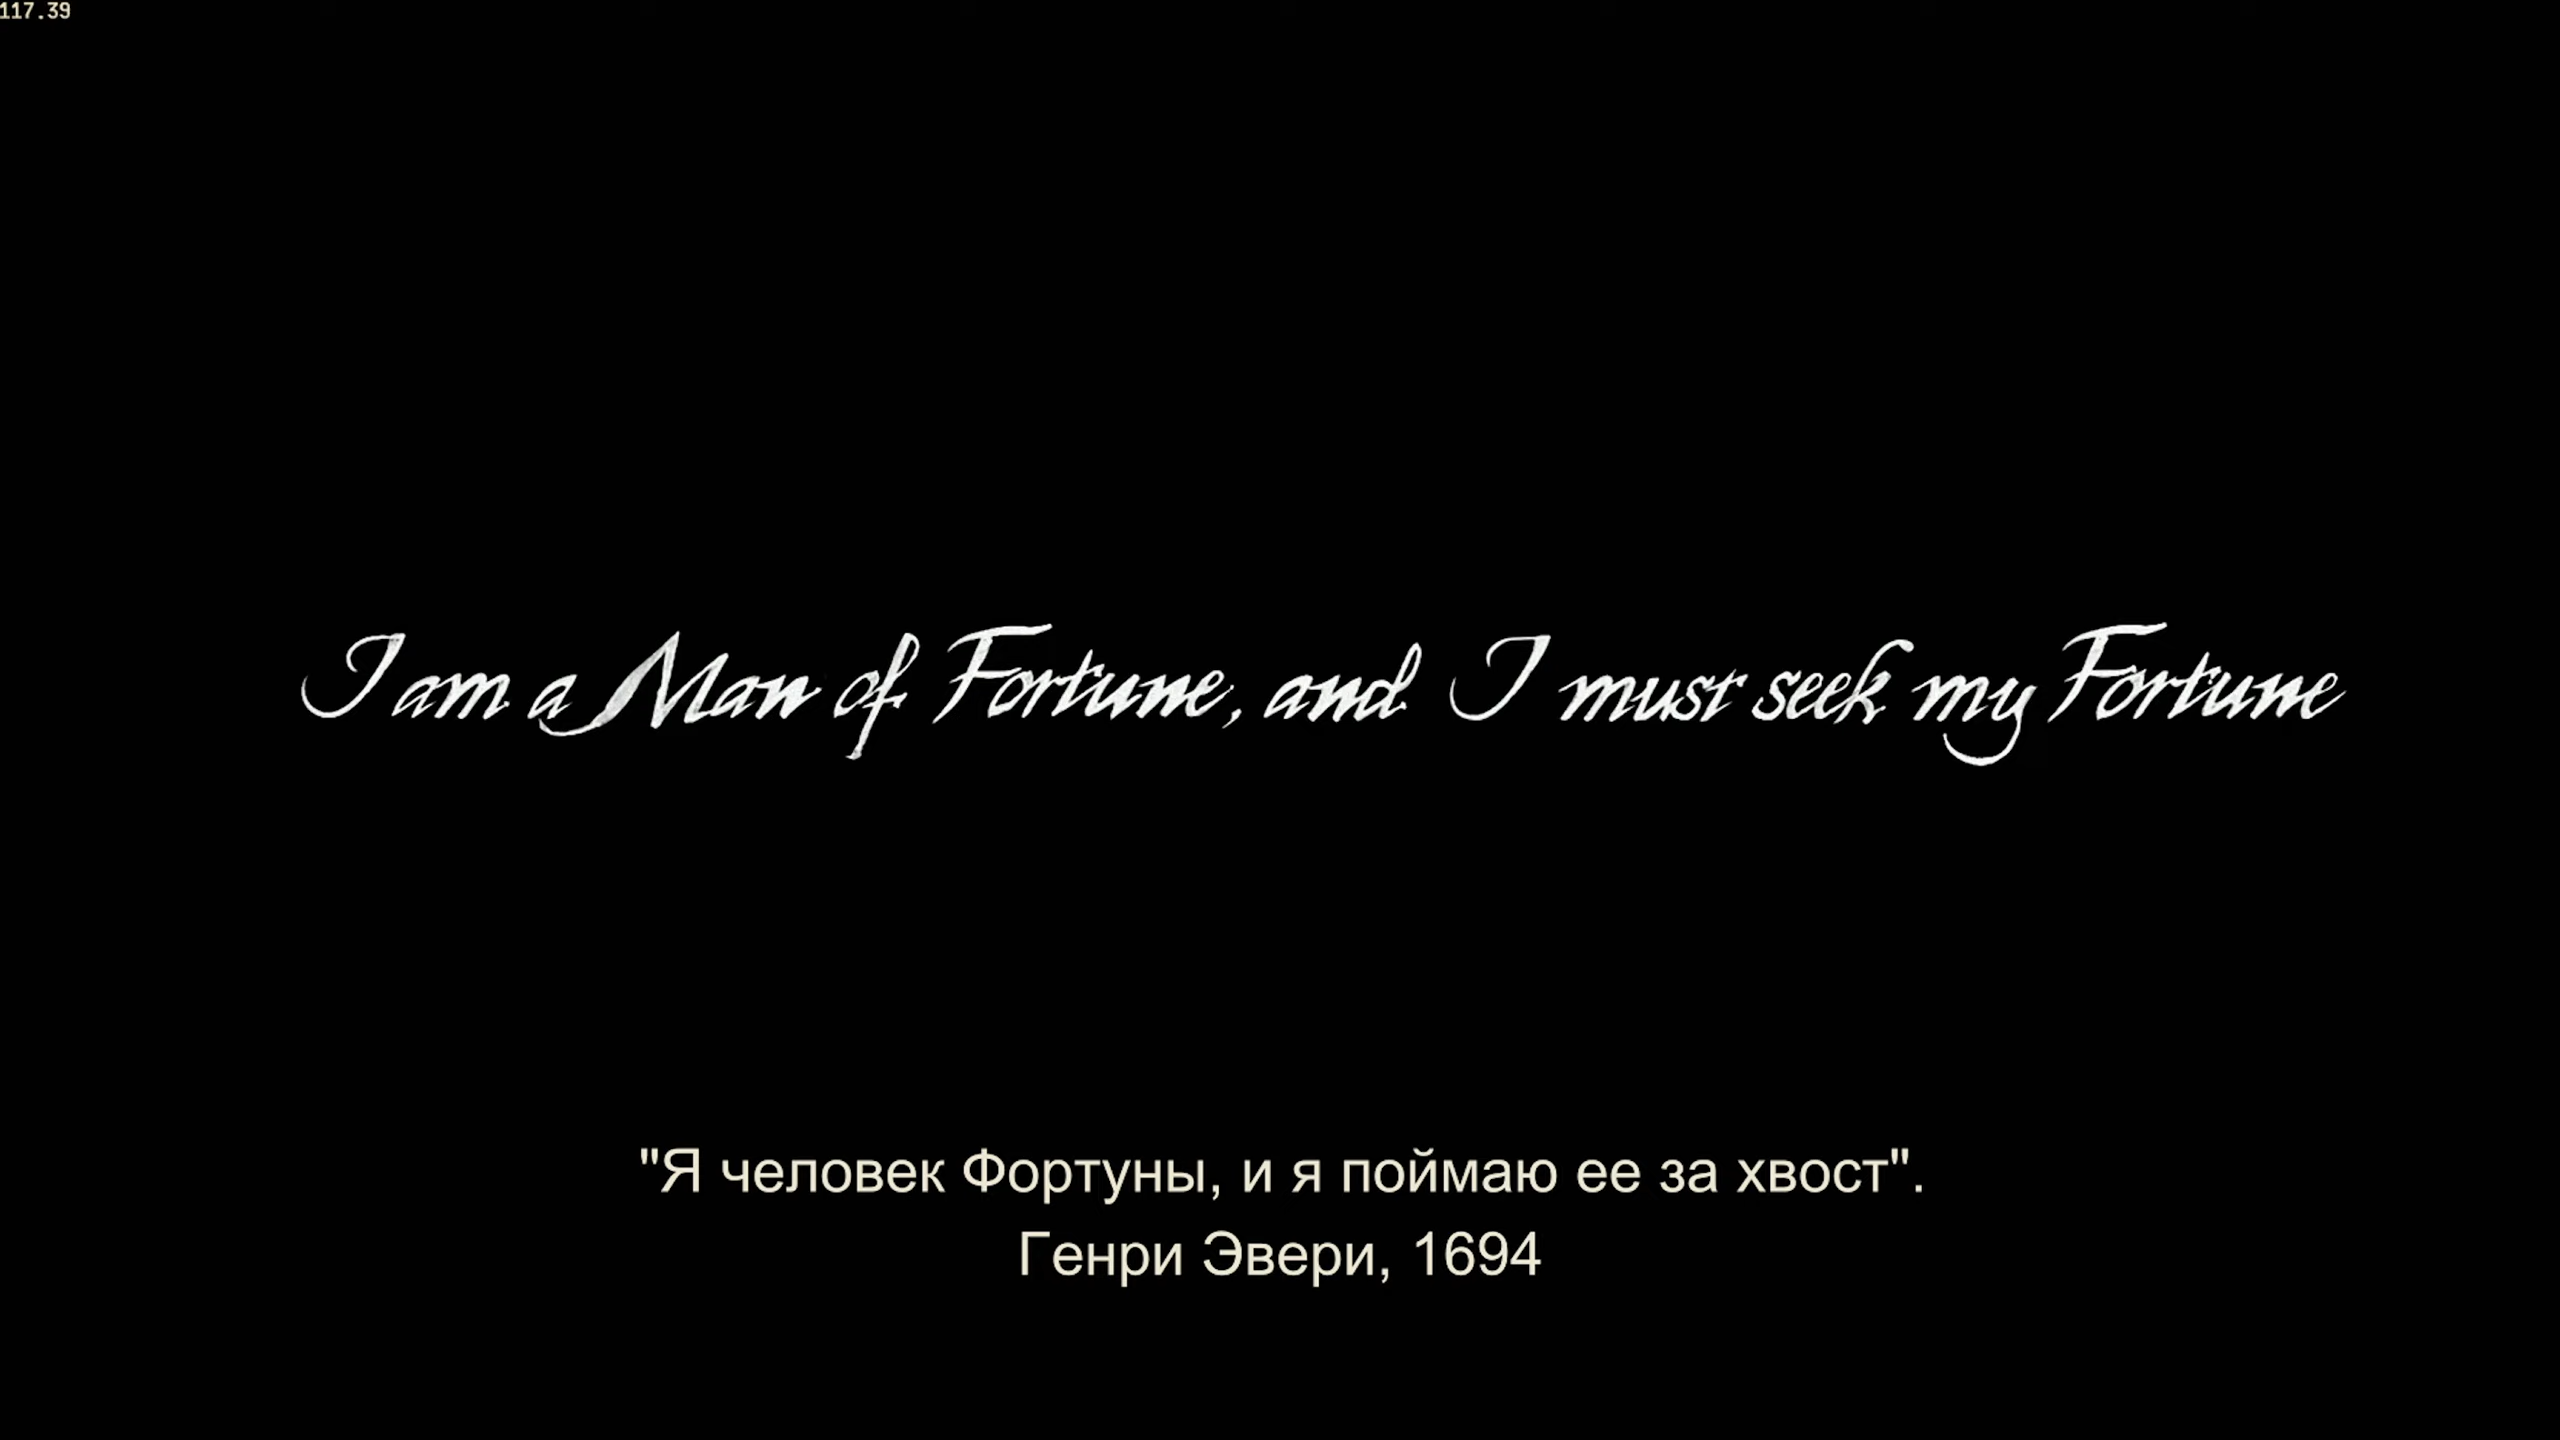 117.39
I am a Man of Fortune, and I must seek my Fortune
"Я человек Фортуны, и я поймаю ее за хвост".
Генри Эвери, 1694